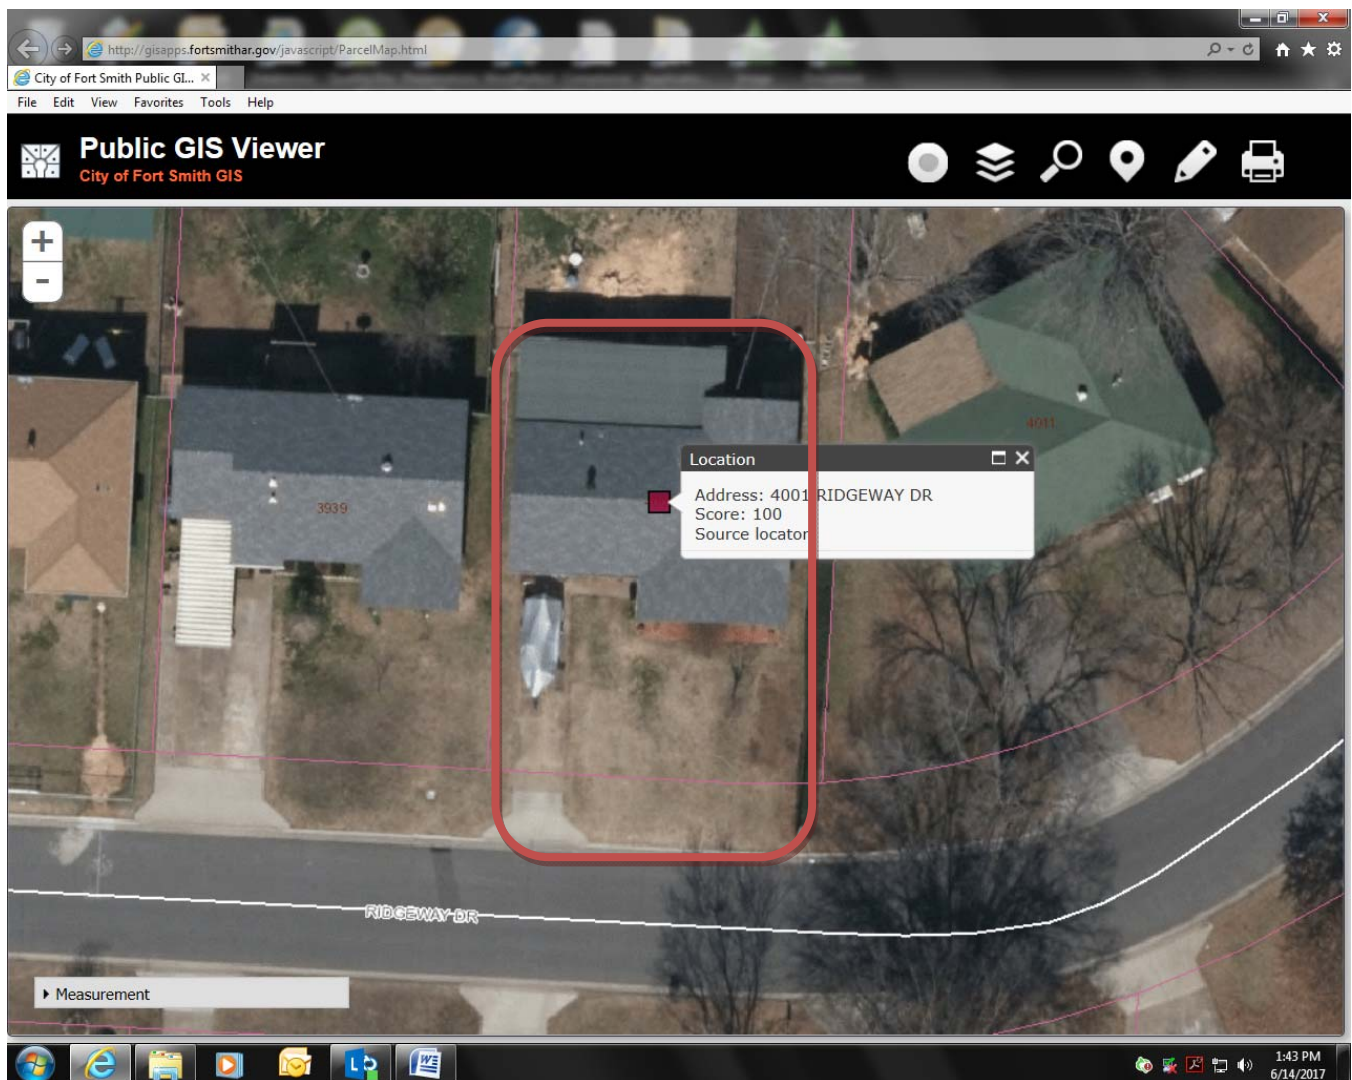 http://gisapps.fortsmithar.gov/javascript/ParcelMap.html
City of Fort Smith Public GI...
File Edit View Favorites Tools Help
Public GIS Viewer
City of Fort Smith GIS
+
-
4011
Location
Address: 4001 RIDGEWAY DR
Score: 100
Source locator
3939
RIDGEWAY DR
Measurement
1:43 PM
6/14/2017